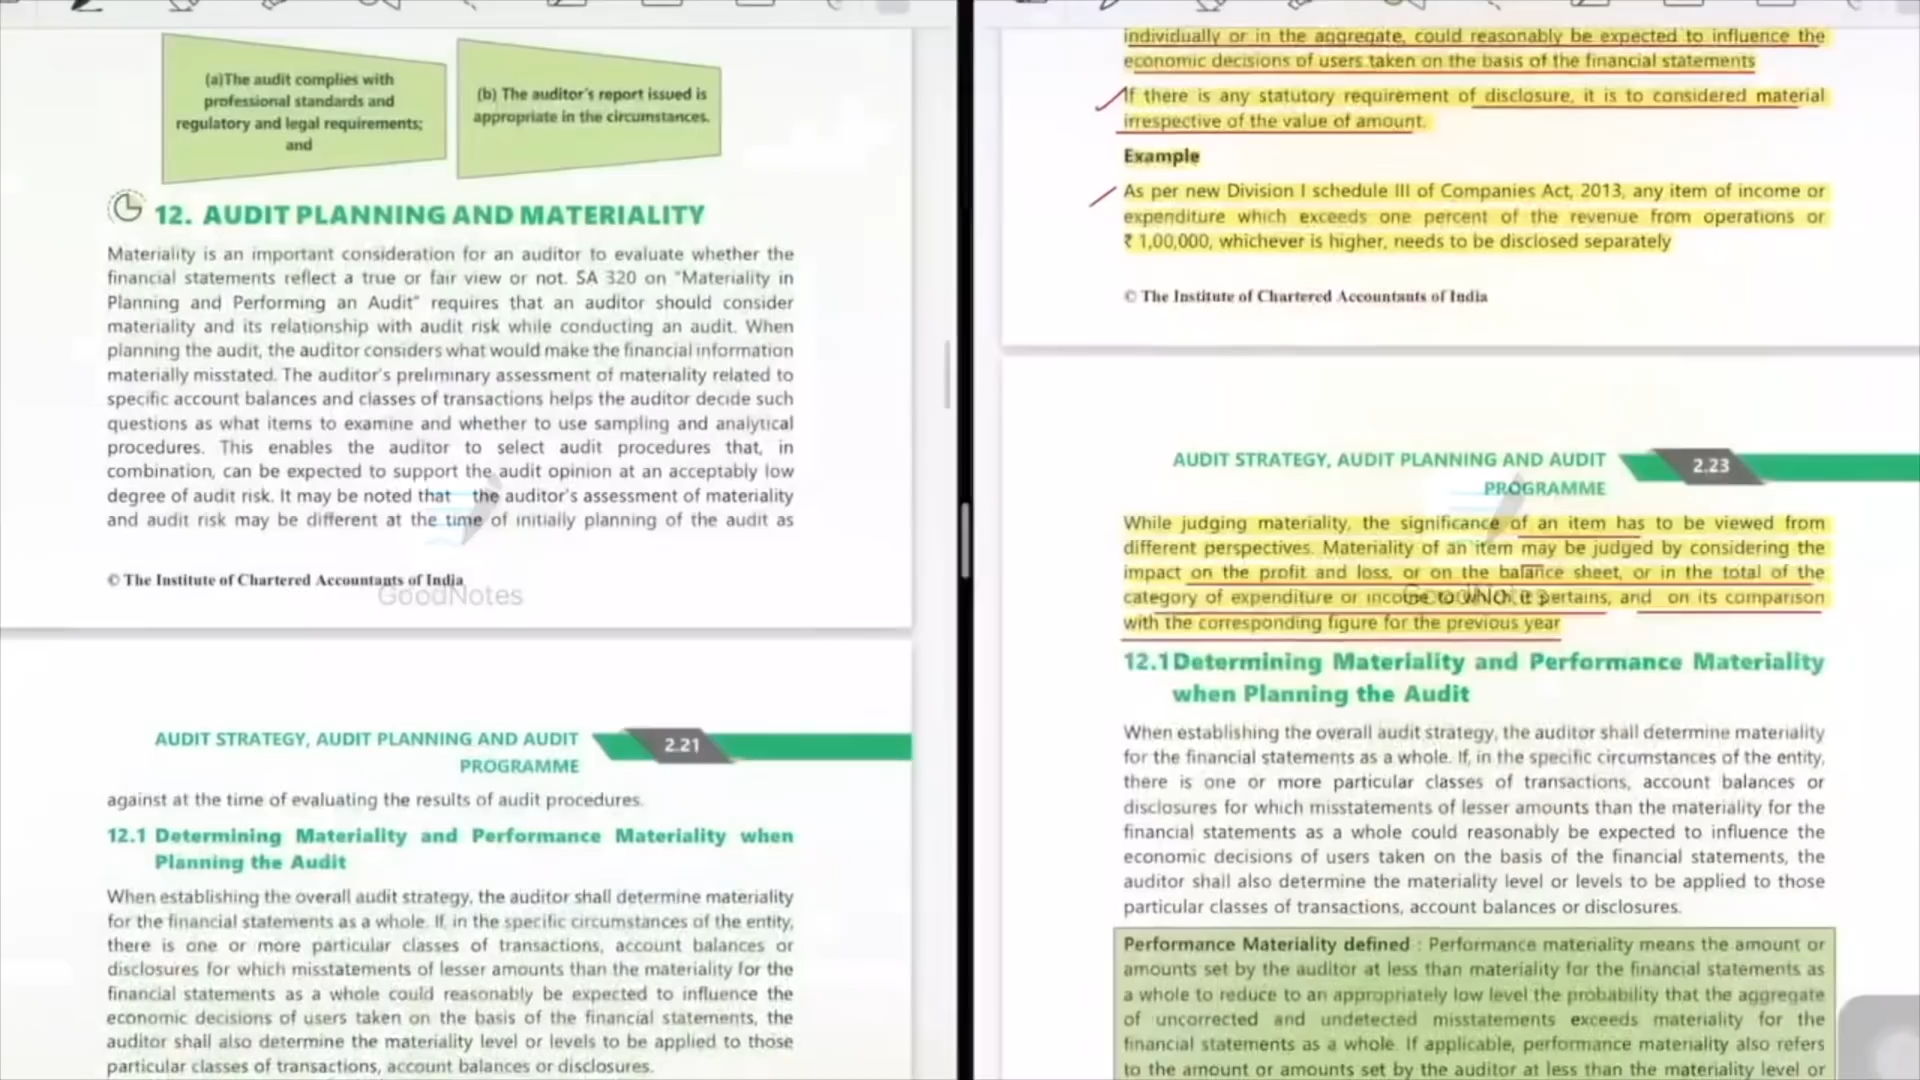 (a)The audit complies with
professional standards and
regulatory and legal requirements;
and
(b) The auditor's report issued is
appropriate in the circumstances.
12. AUDIT PLANNING AND MATERIALITY
Materiality is an important consideration for an auditor to evaluate whether the
financial statements reflect a true or fair view or not. SA 320 on "Materiality in
Planning and Performing an Audit" requires that an auditor should consider
materiality and its relationship with audit risk while conducting an audit. When
planning the audit, the auditor considers what would make the financial information
materially misstated. The auditor's preliminary assessment of materiality related to
specific account balances and classes of transactions helps the auditor decide such
questions as what items to examine and whether to use sampling and analytical
procedures. This enables the auditor to select audit procedures that, in
combination, can be expected to support the audit opinion at an acceptably low
degree of audit risk. It may be noted that the auditor's assessment of materiality
and audit risk may be different at the time of initially planning of the audit as
© The Institute of Chartered Accountants of India
GoodNotes
AUDIT STRATEGY, AUDIT PLANNING AND AUDIT
PROGRAMME
2.21
against at the time of evaluating the results of audit procedures.
12.1 Determining Materiality and Performance Materiality when
Planning the Audit
When establishing the overall audit strategy, the auditor shall determine materiality
for the financial statements as a whole. If, in the specific circumstances of the entity,
there is one or more particular classes of transactions, account balances or
disclosures for which misstatements of lesser amounts than the materiality for the
financial statements as a whole could reasonably be expected to influence the
economic decisions of users taken on the basis of the financial statements, the
auditor shall also determine the materiality level or levels to be applied to those
particular classes of transactions, account balances or disclosures.
individually or in the aggregate, could reasonably be expected to influence the
economic decisions of users taken on the basis of the financial statements
If there is any statutory requirement of disclosure, it is to considered material
irrespective of the value of amount.
Example
As per new Division I schedule III of Companies Act, 2013, any item of income or
expenditure which exceeds one percent of the revenue from operations or
₹ 1,00,000, whichever is higher, needs to be disclosed separately
© The Institute of Chartered Accountants of India
AUDIT STRATEGY, AUDIT PLANNING AND AUDIT
PROGRAMME
2.23
While judging materiality, the significance of an item has to be viewed from
different perspectives. Materiality of an item may be judged by considering the
impact on the profit and loss, or on the balance sheet, or in the total of the
category of expenditure or income to which it pertains, and on its comparison
GoodNotes
with the corresponding figure for the previous year
12.1 Determining Materiality and Performance Materiality
when Planning the Audit
When establishing the overall audit strategy, the auditor shall determine materiality
for the financial statements as a whole. If, in the specific circumstances of the entity,
there is one or more particular classes of transactions, account balances or
disclosures for which misstatements of lesser amounts than the materiality for the
financial statements as a whole could reasonably be expected to influence the
economic decisions of users taken on the basis of the financial statements, the
auditor shall also determine the materiality level or levels to be applied to those
particular classes of transactions, account balances or disclosures.
Performance Materiality defined : Performance materiality means the amount or
amounts set by the auditor at less than materiality for the financial statements as
a whole to reduce to an appropriately low level the probability that the aggregate
of uncorrected and undetected misstatements exceeds materiality for the
financial statements as a whole. If applicable, performance materiality also refers
to the amount or amounts set by the auditor at less than the materiality level or